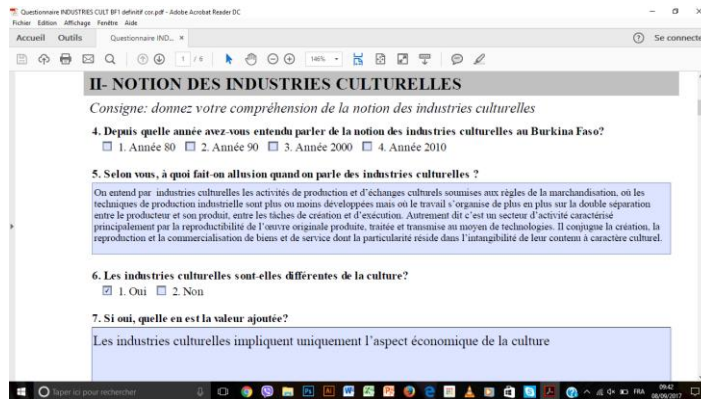 Questionnaire INDUSTRIES CULT BF1 definitif cor.pdf - Adobe Acrobat Reader DC
Fichier Edition Affichage Fenêtre Aide
Accueil Outils Questionnaire IND... × Se connecte
1 / 6 146%
II- NOTION DES INDUSTRIES CULTURELLES
Consigne: donnez votre compréhension de la notion des industries culturelles
4. Depuis quelle année avez-vous entendu parler de la notion des industries culturelles au Burkina Faso?
1. Année 80 2. Année 90 3. Année 2000 4. Année 2010
5. Selon vous, à quoi fait-on allusion quand on parle des industries culturelles ?
On entend par industries culturelles les activités de production et d'échanges culturels soumises aux règles de la marchandisation, où les
techniques de production industrielle sont plus ou moins développées mais où le travail s'organise de plus en plus sur la double séparation
entre le producteur et son produit, entre les tâches de création et d'exécution. Autrement dit c'est un secteur d'activité caractérisé
principalement par la reproductibilité de l'œuvre originale produite, traitée et transmise au moyen de technologies. Il conjugue la création, la
reproduction et la commercialisation de biens et de service dont la particularité réside dans l'intangibilité de leur contenu à caractère culturel.
6. Les industries culturelles sont-elles différentes de la culture?
1. Oui 2. Non
7. Si oui, quelle en est la valeur ajoutée?
Les industries culturelles impliquent uniquement l'aspect économique de la culture
Taper ici pour rechercher
FRA
09:42
08/09/2017